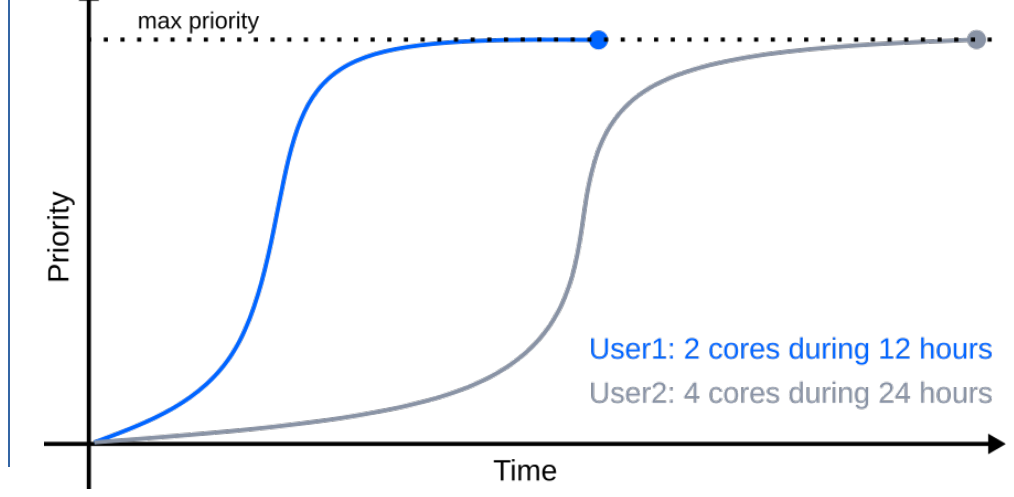 max priority
Priority
User1: 2 cores during 12 hours
User2: 4 cores during 24 hours
Time